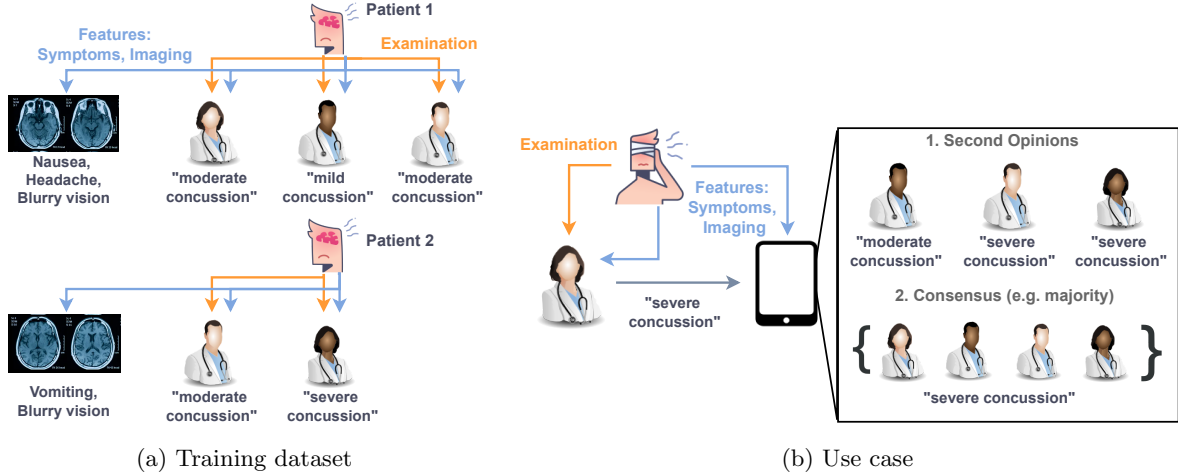 Patient 1
Features:
Symptoms, Imaging
Examination
Nausea,
Headache,
Blurry vision
"moderate
concussion"
"mild
concussion"
"moderate
concussion"
Patient 2
Vomiting,
Blurry vision
"moderate
concussion"
"severe
concussion"
(a) Training dataset
Examination
Features:
Symptoms,
Imaging
"severe
concussion"
1. Second Opinions
"moderate
concussion"
"severe
concussion"
"severe
concussion"
2. Consensus (e.g. majority)
{ }
"severe concussion"
(b) Use case